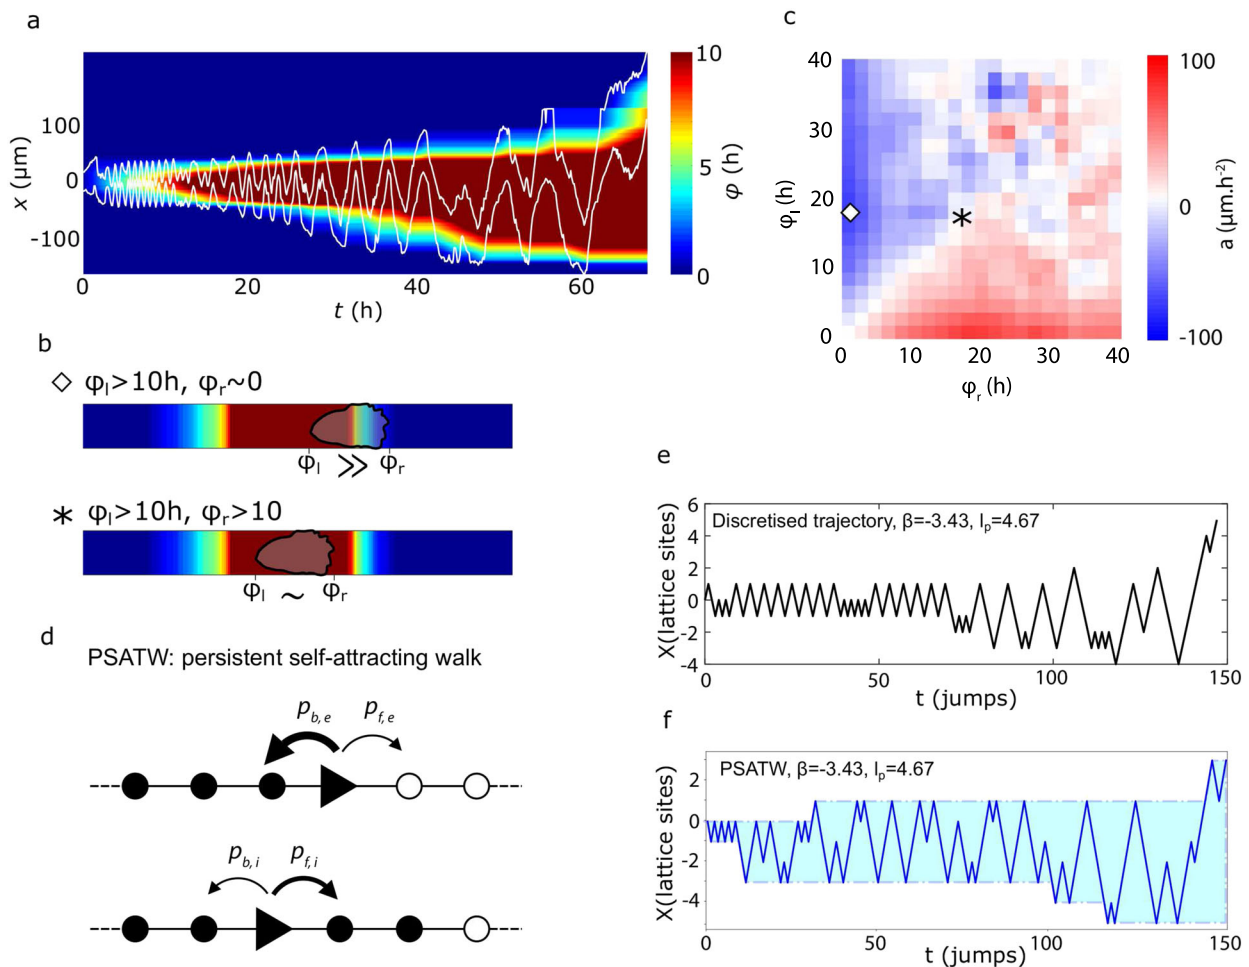 a
x (μm)
100
0
-100
0
20
40
60
t (h)
10
5
0
φ (h)
b
φl>10h, φr~0
φl >> φr
φl>10h, φr>10
φl ~ φr
c
φl (h)
40
30
20
10
0
0
10
20
30
40
φr (h)
100
0
-100
a (μm.h-2)
d
PSATW: persistent self-attracting walk
pb,e
pf,e
pb,i
pf,i
e
X(lattice sites)
6
4
2
0
-2
-4
Discretised trajectory, β=-3.43, lp=4.67
0
50
100
150
t (jumps)
f
X(lattice sites)
2
0
-2
-4
PSATW, β=-3.43, lp=4.67
0
50
100
150
t (jumps)